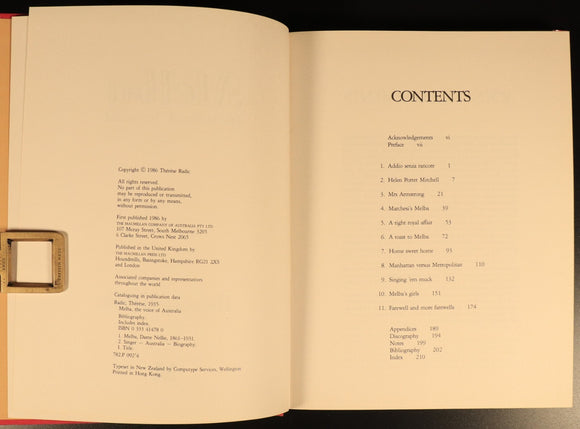 Copyright © 1986 Thérèse Radic
All rights reserved.
No part of this publication
may be reproduced or transmitted,
in any form or by any means,
without permission.
First published 1986 by
THE MACMILLAN COMPANY OF AUSTRALIA PTY LTD
107 Moray Street, South Melbourne 3205
6 Clarke Street, Crows Nest 2065
Published in the United Kingdom by
THE MACMILLAN PRESS LTD
Houndmills, Basingstoke, Hampshire RG21 2XS
and London
Associated companies and representatives
throughout the world
Cataloguing in publication data
Radic, Thérèse, 1935
Melba, the voice of Australia
Bibliography.
Includes index.
ISBN 0 333 41478 0
1. Melba, Dame Nellie, 1861-1931.
2. Singer - Australia - Biography.
I. Title.
782.1'092'4
Typeset in New Zealand by Computype Services, Wellington
Printed in Hong Kong.
CONTENTS
Acknowledgements vi
Preface vii
1. Addio senza rancore 1
2. Helen Porter Mitchell 7
3. Mrs Armstrong 21
4. Marchesi's Melba 37
5. A right royal affair 53
6. A toast to Melba 72
7. Home sweet home 93
8. Manhattan versus Metropolitan 110
9. Singing 'em muck 132
10. Melba's girls 151
11. Farewell and more farewells 174
Appendices 189
Discography 194
Notes 199
Bibliography 202
Index 210